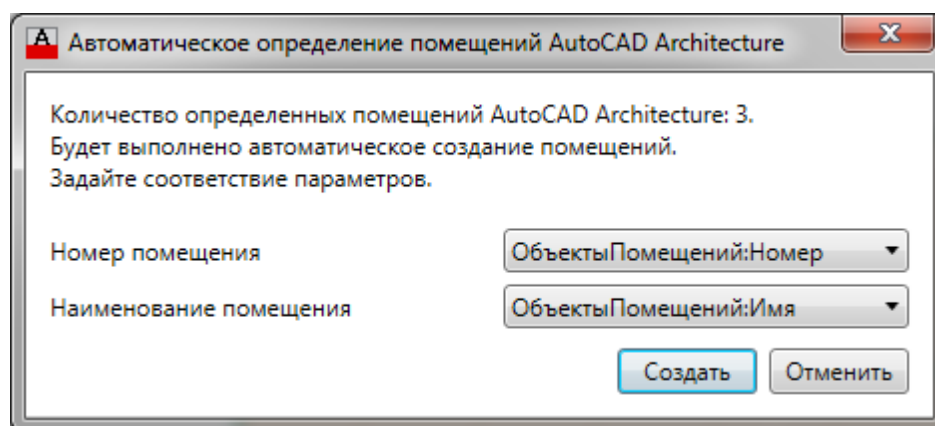 Автоматическое определение помещений AutoCAD Architecture
Количество определенных помещений AutoCAD Architecture: 3.
Будет выполнено автоматическое создание помещений.
Задайте соответствие параметров.
Номер помещения ОбъектыПомещений:Номер
Наименование помещения ОбъектыПомещений:Имя
Создать Отменить